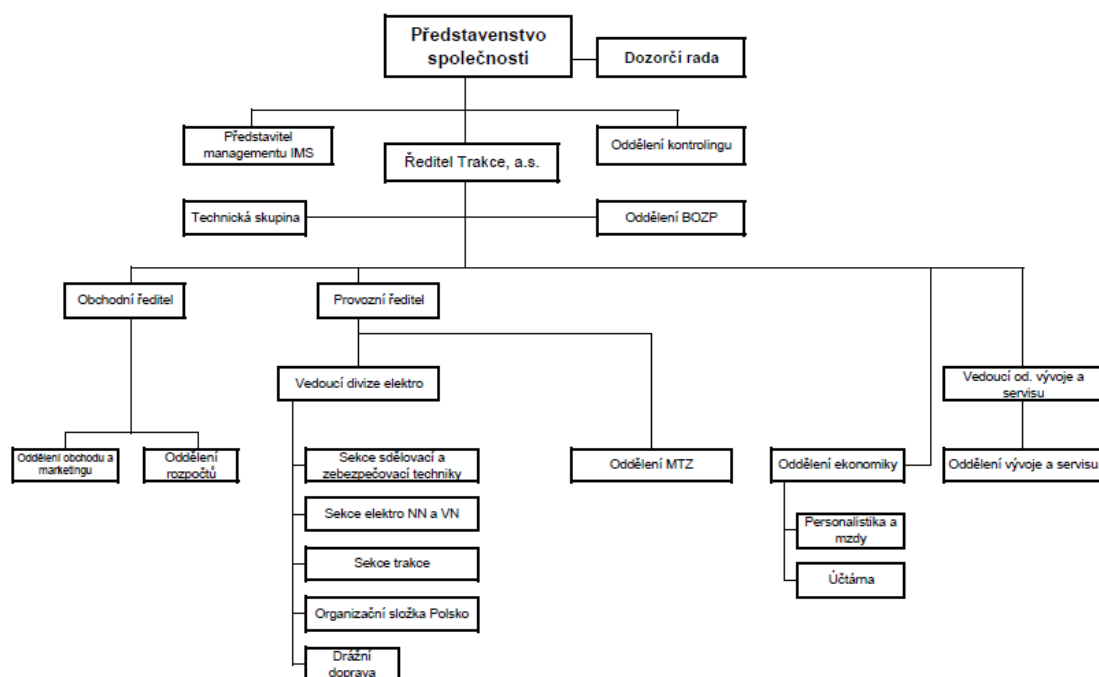 Představenstvo
společnosti
Dozorčí rada
Představitel
managementu IMS
Ředitel Trakce, a.s.
Oddělení kontrolingu
Technická skupina
Oddělení BOZP
Obchodní ředitel
Provozní ředitel
Vedoucí divize elektro
Vedoucí od. vývoje a
servisu
Oddělení obchodu a
marketingu
Oddělení
rozpočtů
Sekce sdělovací a
zebezpečovací techniky
Oddělení MTZ
Oddělení ekonomiky
Oddělení vývoje a servisu
Sekce elektro NN a VN
Personalistika a
mzdy
Sekce trakce
Účtárna
Organizační složka Polsko
Drážní
doprava